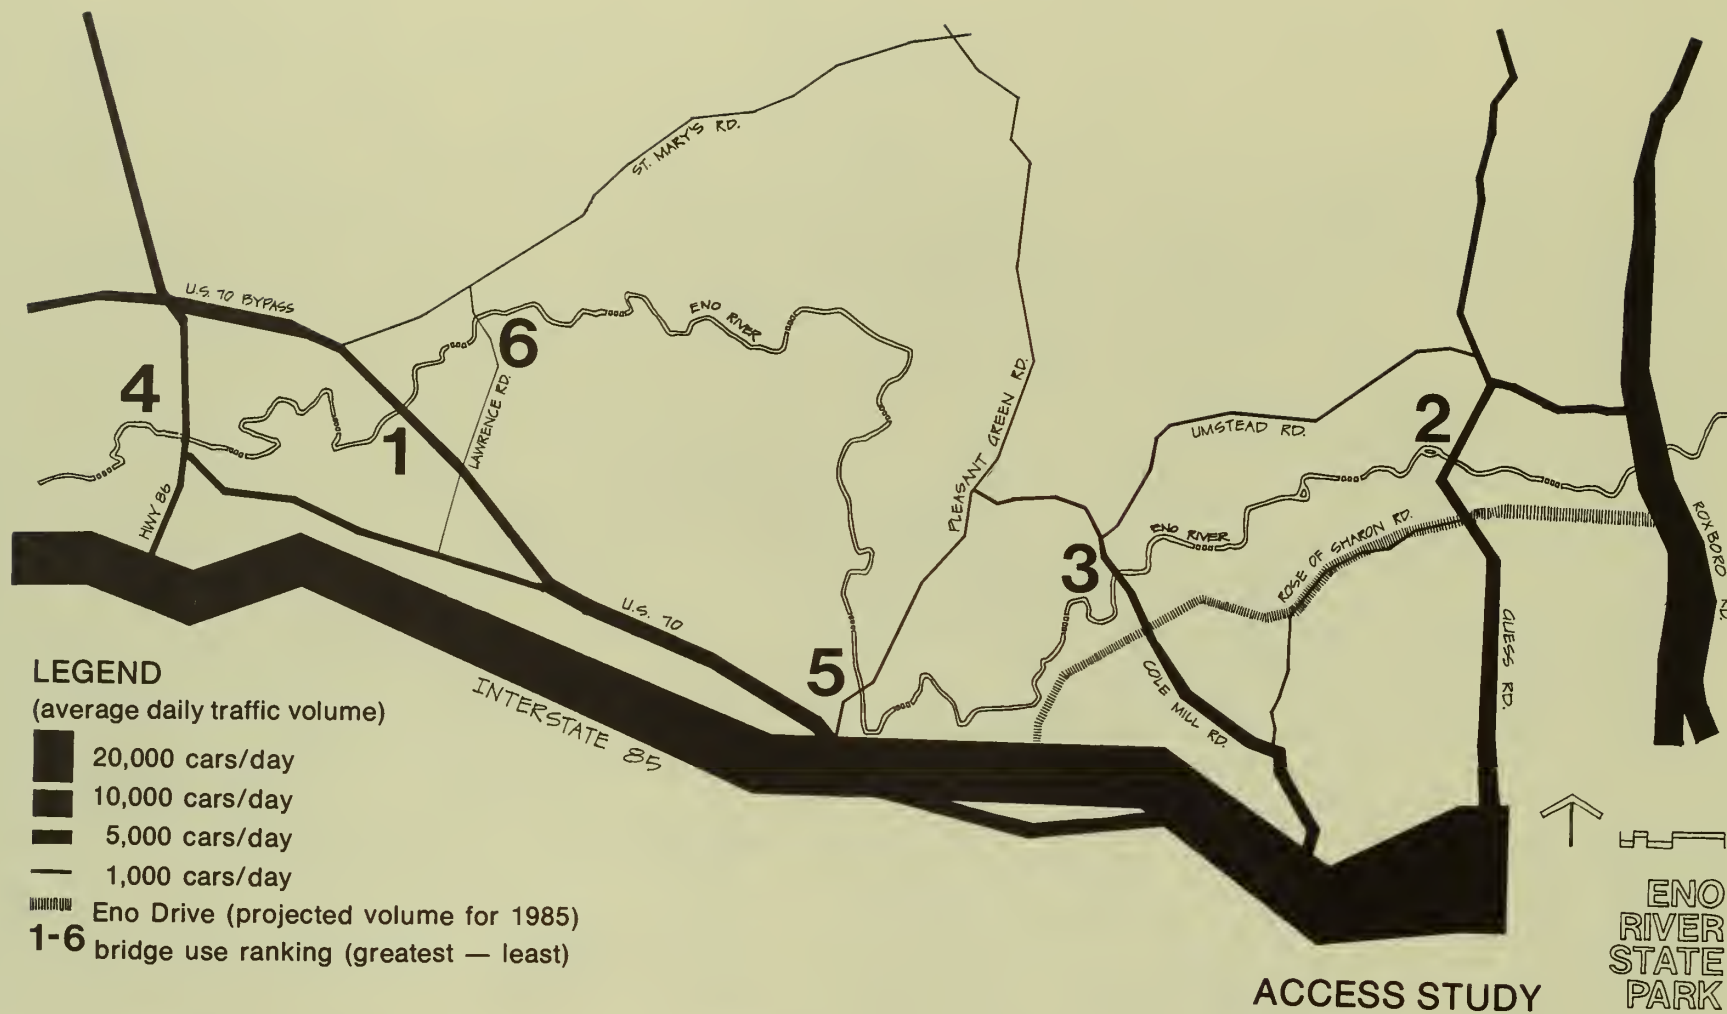 ST. MARY'S RD.
U.S. 70 BYPASS
ENO RIVER
6
4
LAWRENCE RD.
1
PLEASANT GREEN RD.
2
UMSTEAD RD.
HWY 86
ENO RIVER
ROSE OF SHARON RD.
ROXBORO RD.
3
U.S. 70
GUESS RD.
5
COLE MILL RD.
INTERSTATE 85
LEGEND
(average daily traffic volume)
20,000 cars/day
10,000 cars/day
5,000 cars/day
1,000 cars/day
Eno Drive (projected volume for 1985)
1-6 bridge use ranking (greatest — least)
ENO
RIVER
STATE
PARK
ACCESS STUDY